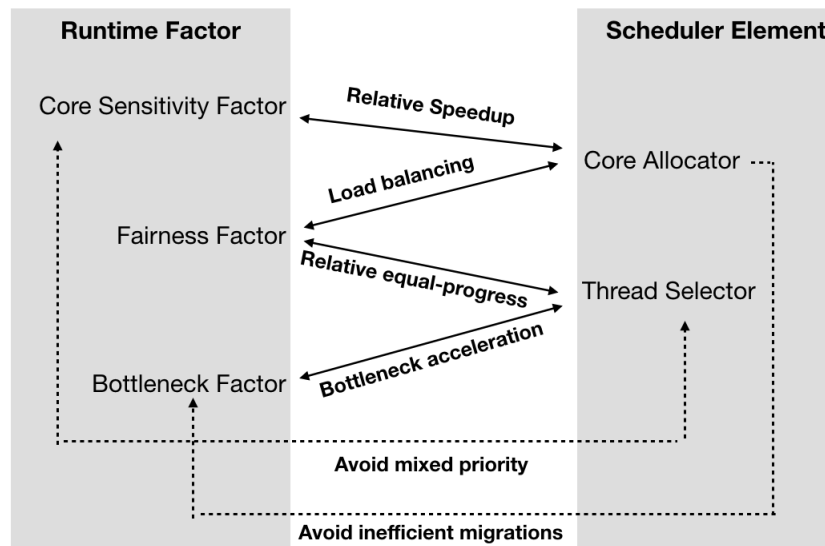 Runtime Factor
Scheduler Element
Core Sensitivity Factor
Relative Speedup
Core Allocator
Load balancing
Fairness Factor
Relative equal-progress
Thread Selector
Bottleneck acceleration
Bottleneck Factor
Avoid mixed priority
Avoid inefficient migrations